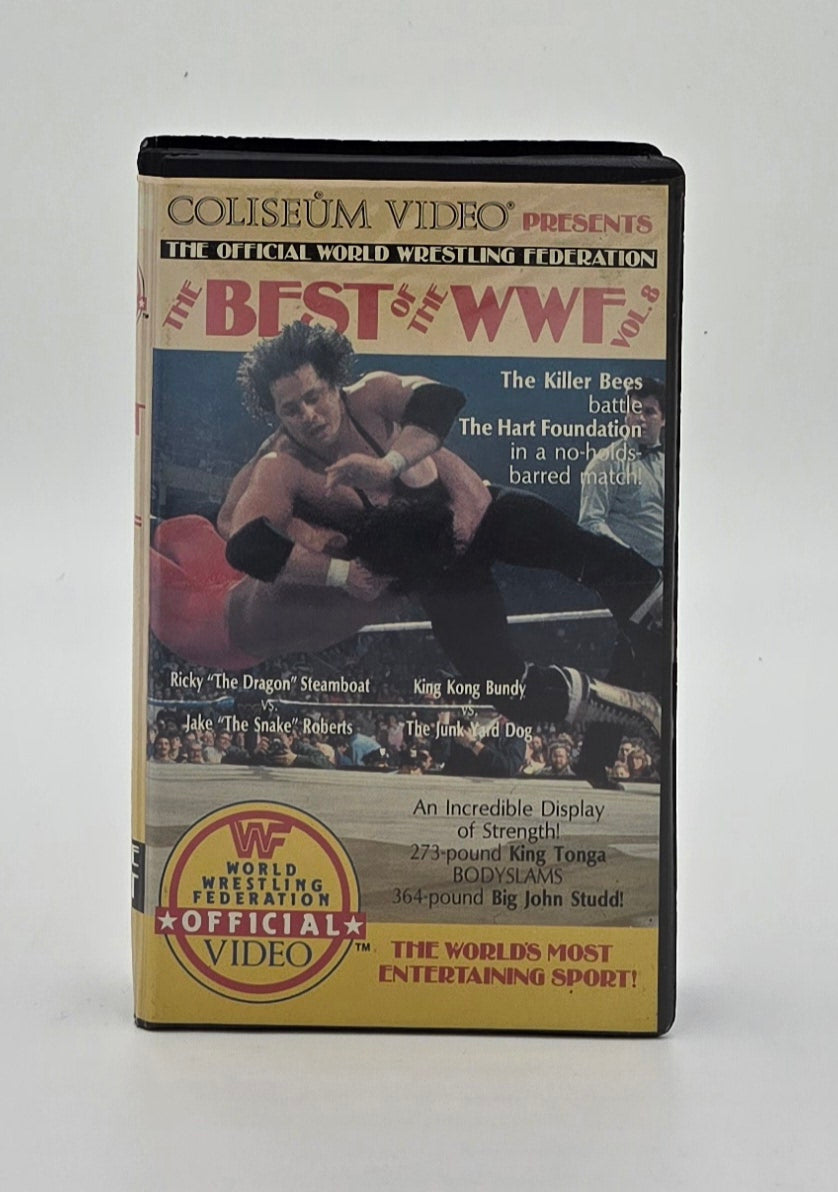 COLISEÜM VIDEO® PRESENTS
THE OFFICIAL WORLD WRESTLING FEDERATION
THE BEST OF THE WWF VOL. 8
The Killer Bees
battle
The Hart Foundation
in a no-holds-
barred match!
Ricky "The Dragon" Steamboat
vs.
Jake "The Snake" Roberts
King Kong Bundy
vs.
The Junk Yard Dog
An Incredible Display
of Strength!
273-pound King Tonga
BODYSLAMS
364-pound Big John Studd!
WF
WORLD
WRESTLING
FEDERATION
★OFFICIAL★
VIDEO ™
THE WORLD'S MOST
ENTERTAINING SPORT!